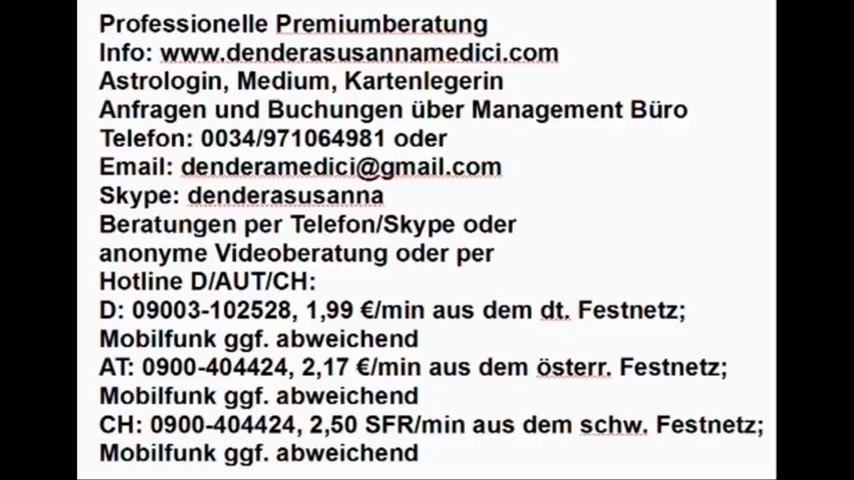 Professionelle Premiumberatung
Info: www.denderasusannamedici.com
Astrologin, Medium, Kartenlegerin
Anfragen und Buchungen über Management Büro
Telefon: 0034/971064981 oder
Email: denderamedici@gmail.com
Skype: denderasusanna
Beratungen per Telefon/Skype oder
anonyme Videoberatung oder per
Hotline D/AUT/CH:
D: 09003-102528, 1,99 €/min aus dem dt. Festnetz;
Mobilfunk ggf. abweichend
AT: 0900-404424, 2,17 €/min aus dem österr. Festnetz;
Mobilfunk ggf. abweichend
CH: 0900-404424, 2,50 SFR/min aus dem schw. Festnetz;
Mobilfunk ggf. abweichend